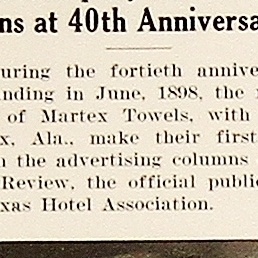 ns at 40th Anniversa
uring the fortieth annive
nding in June, 1898, the
of Martex Towels, with
x, Ala., make their first
the advertising columns
Review, the official publi
xas Hotel Association.